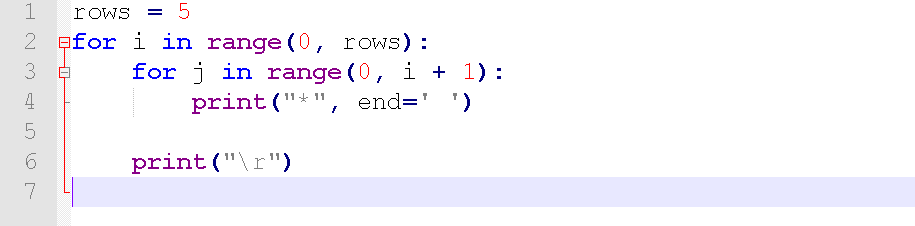 1 rows = 5
2 for i in range(0, rows):
3     for j in range(0, i + 1):
4         print("*", end=' ')
5
6     print("\r")
7